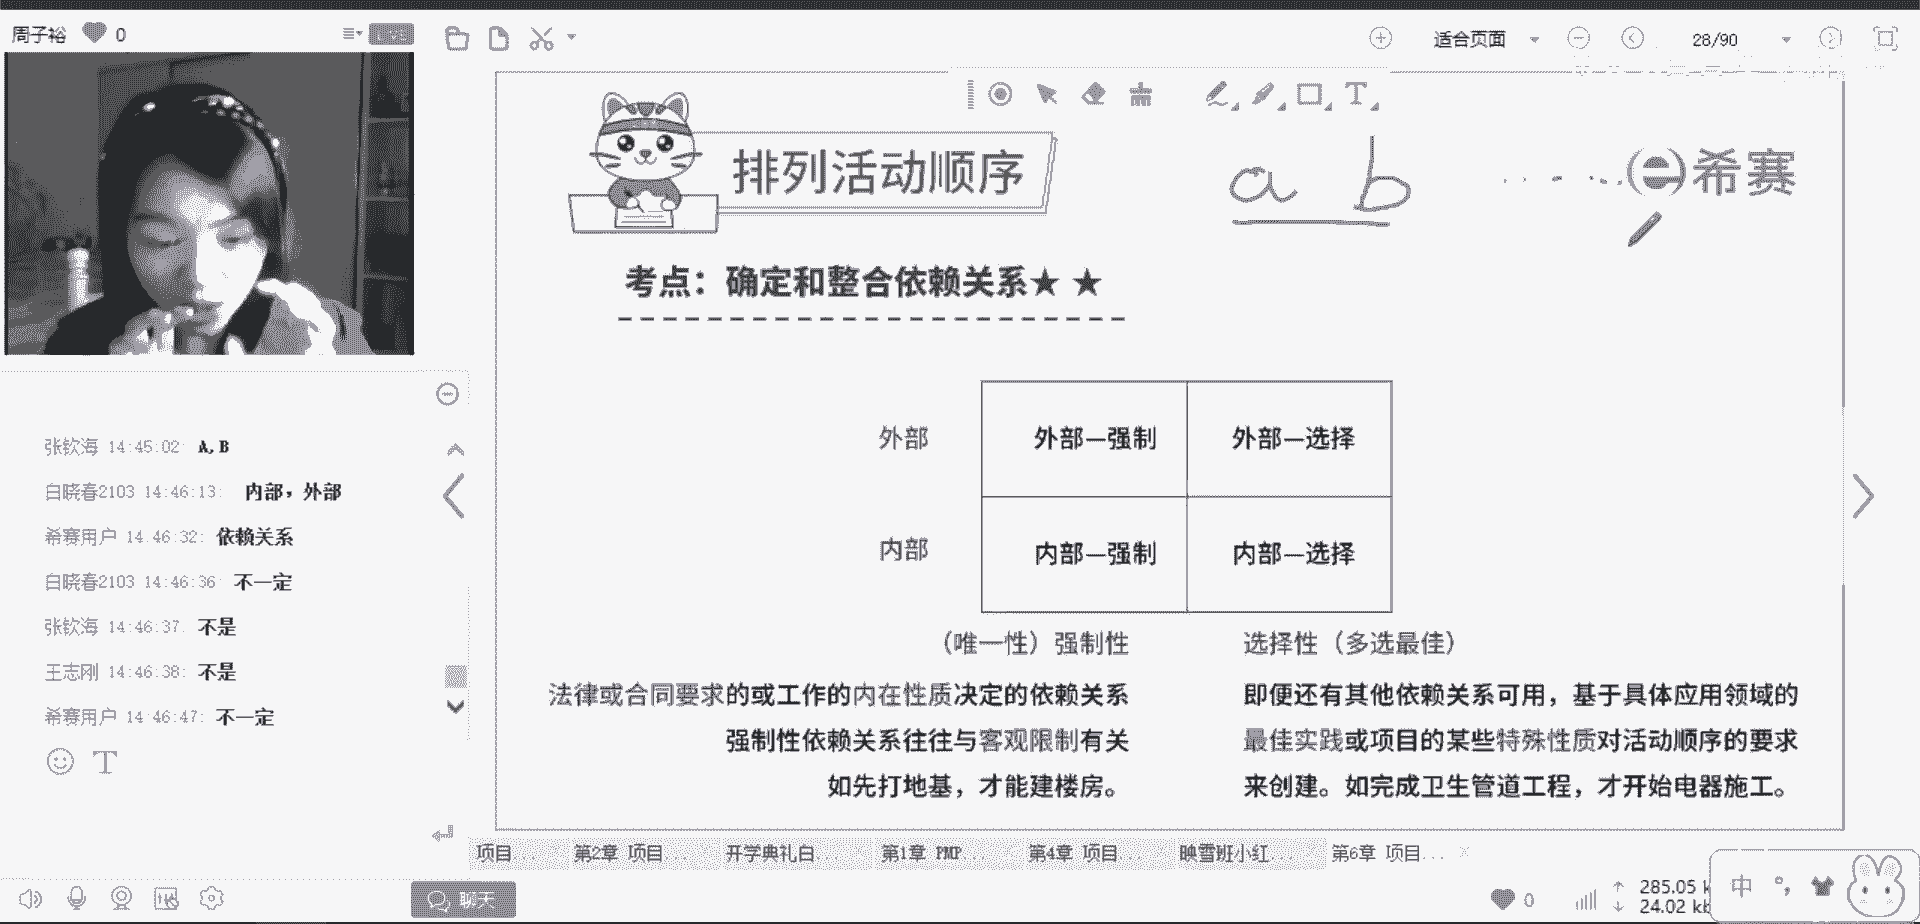 周子裕 0
适合页面 28/90
排列活动顺序
a b
希赛
考点：确定和整合依赖关系★ ★
外部 外部—强制 外部—选择
内部 内部—强制 内部—选择
（唯一性）强制性 选择性（多选最佳）
法律或合同要求的或工作的内在性质决定的依赖关系
强制性依赖关系往往与客观限制有关
如先打地基，才能建楼房。
即便还有其他依赖关系可用，基于具体应用领域的
最佳实践或项目的某些特殊性质对活动顺序的要求
来创建。如完成卫生管道工程，才开始电器施工。
张钦海 14:45:02: A,B
白晓春2103 14:46:13: 内部，外部
希赛用户 14:46:32: 依赖关系
白晓春2103 14:46:36 不一定
张钦海 14:46:37: 不是
王志刚 14:46:38: 不是
希赛用户 14:46:47: 不一定
T
项目... 第2章 项目... 开学典礼白... 第1章 PMP... 第4章 项目... 映雪班小红... 第6章 项目... ×
聊天
0
285.05 k
24.02 kb
中